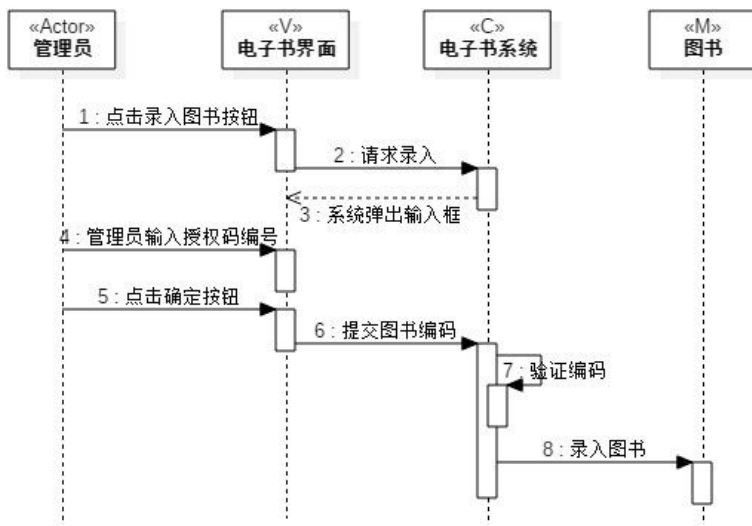 «Actor»
管理员
«V»
电子书界面
«C»
电子书系统
«M»
图书
1 : 点击录入图书按钮
2 : 请求录入
3 : 系统弹出输入框
4 : 管理员输入授权码编号
5 : 点击确定按钮
6 : 提交图书编码
7 : 验证编码
8 : 录入图书